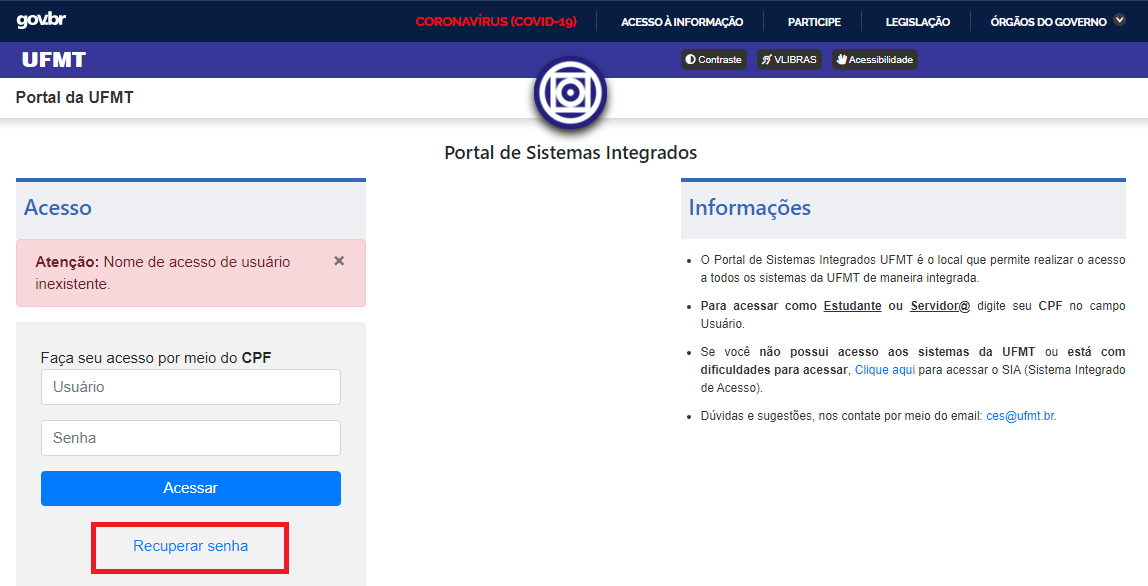 gov.br
CORONAVÍRUS (COVID-19)
ACESSO À INFORMAÇÃO
PARTICIPE
LEGISLAÇÃO
ÓRGÃOS DO GOVERNO
UFMT
Contraste
VLIBRAS
Acessibilidade
Portal da UFMT
Portal de Sistemas Integrados
Acesso
Atenção: Nome de acesso de usuário
inexistente.
×
Faça seu acesso por meio do CPF
Usuário
Senha
Acessar
Recuperar senha
Informações
O Portal de Sistemas Integrados UFMT é o local que permite realizar o acesso
a todos os sistemas da UFMT de maneira integrada.
Para acessar como Estudante ou Servidor@ digite seu CPF no campo
Usuário.
Se você não possui acesso aos sistemas da UFMT ou está com
dificuldades para acessar, Clique aqui para acessar o SIA (Sistema Integrado
de Acesso).
Dúvidas e sugestões, nos contate por meio do email: ces@ufmt.br.